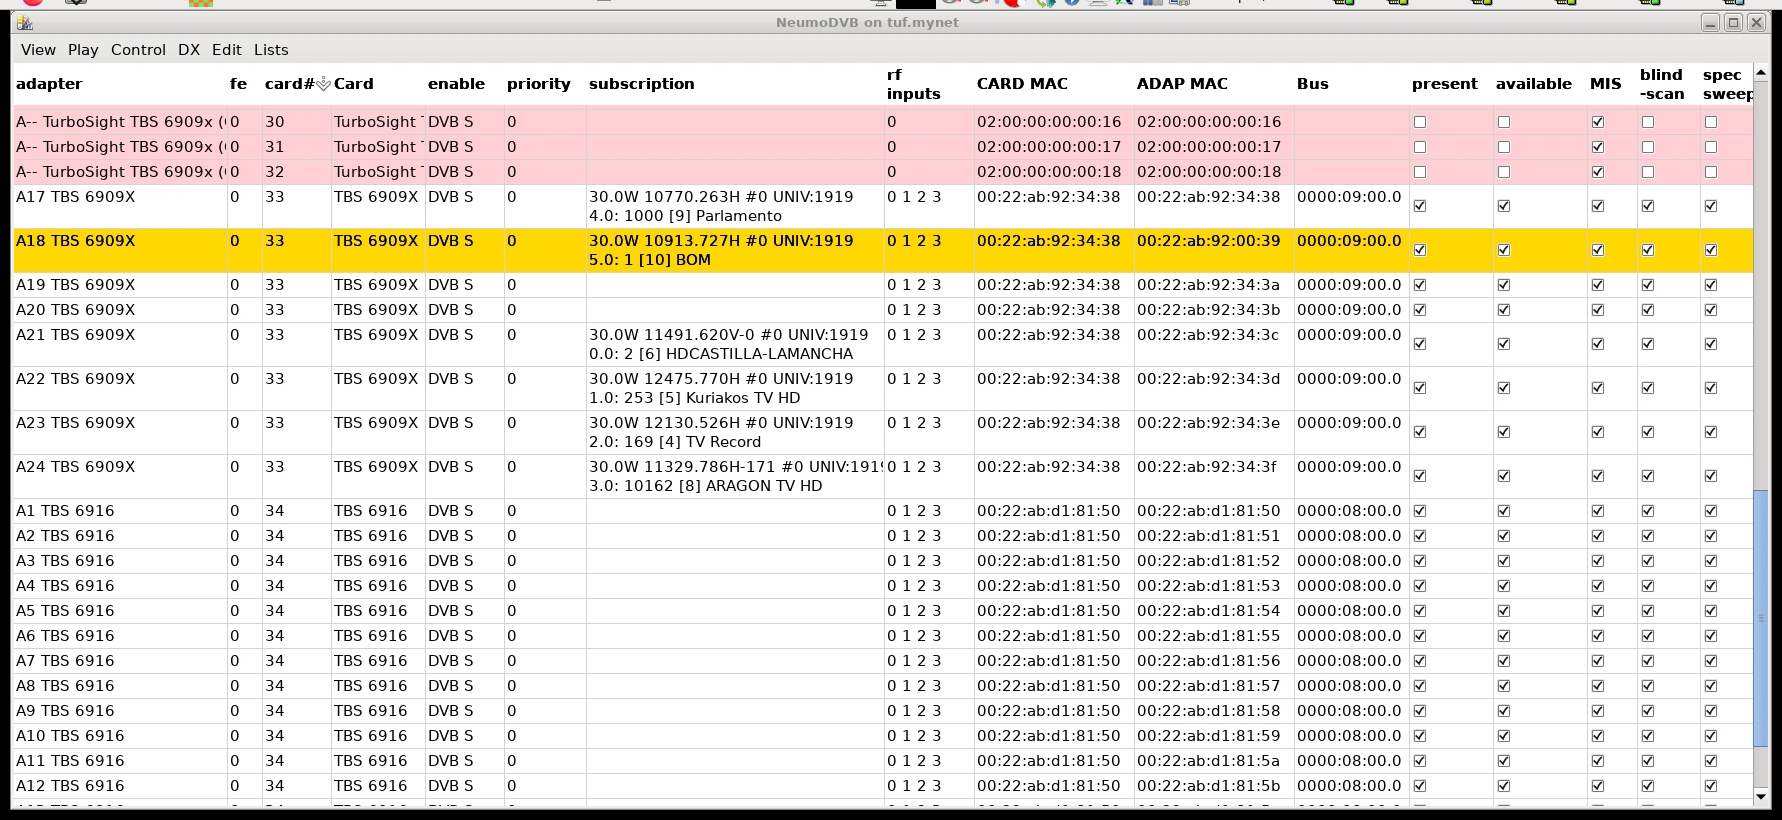 NeumoDVB on tuf.mynet
View Play Control DX Edit Lists
adapter fe card# Card enable priority subscription rf inputs CARD MAC ADAP MAC Bus present available MIS blind -scan spec sweep
A-- TurboSight TBS 6909x ( 0 30 TurboSight DVB S 0 0 02:00:00:00:00:16 02:00:00:00:00:16
A-- TurboSight TBS 6909x ( 0 31 TurboSight DVB S 0 0 02:00:00:00:00:17 02:00:00:00:00:17
A-- TurboSight TBS 6909x ( 0 32 TurboSight DVB S 0 0 02:00:00:00:00:18 02:00:00:00:00:18
A17 TBS 6909X 0 33 TBS 6909X DVB S 0 30.0W 10770.263H #0 UNIV:1919 0 1 2 3 00:22:ab:92:34:38 00:22:ab:92:34:38 0000:09:00.0
4.0: 1000 [9] Parlamento
A18 TBS 6909X 0 33 TBS 6909X DVB S 0 30.0W 10913.727H #0 UNIV:1919 0 1 2 3 00:22:ab:92:34:38 00:22:ab:92:00:39 0000:09:00.0
5.0: 1 [10] BOM
A19 TBS 6909X 0 33 TBS 6909X DVB S 0 0 1 2 3 00:22:ab:92:34:38 00:22:ab:92:34:3a 0000:09:00.0
A20 TBS 6909X 0 33 TBS 6909X DVB S 0 0 1 2 3 00:22:ab:92:34:38 00:22:ab:92:34:3b 0000:09:00.0
A21 TBS 6909X 0 33 TBS 6909X DVB S 0 30.0W 11491.620V-0 #0 UNIV:1919 0 1 2 3 00:22:ab:92:34:38 00:22:ab:92:34:3c 0000:09:00.0
0.0: 2 [6] HDCASTILLA-LAMANCHA
A22 TBS 6909X 0 33 TBS 6909X DVB S 0 30.0W 12475.770H #0 UNIV:1919 0 1 2 3 00:22:ab:92:34:38 00:22:ab:92:34:3d 0000:09:00.0
1.0: 253 [5] Kuriakos TV HD
A23 TBS 6909X 0 33 TBS 6909X DVB S 0 30.0W 12130.526H #0 UNIV:1919 0 1 2 3 00:22:ab:92:34:38 00:22:ab:92:34:3e 0000:09:00.0
2.0: 169 [4] TV Record
A24 TBS 6909X 0 33 TBS 6909X DVB S 0 30.0W 11329.786H-171 #0 UNIV:1919 0 1 2 3 00:22:ab:92:34:38 00:22:ab:92:34:3f 0000:09:00.0
3.0: 10162 [8] ARAGON TV HD
A1 TBS 6916 0 34 TBS 6916 DVB S 0 0 1 2 3 00:22:ab:d1:81:50 00:22:ab:d1:81:50 0000:08:00.0
A2 TBS 6916 0 34 TBS 6916 DVB S 0 0 1 2 3 00:22:ab:d1:81:50 00:22:ab:d1:81:51 0000:08:00.0
A3 TBS 6916 0 34 TBS 6916 DVB S 0 0 1 2 3 00:22:ab:d1:81:50 00:22:ab:d1:81:52 0000:08:00.0
A4 TBS 6916 0 34 TBS 6916 DVB S 0 0 1 2 3 00:22:ab:d1:81:50 00:22:ab:d1:81:53 0000:08:00.0
A5 TBS 6916 0 34 TBS 6916 DVB S 0 0 1 2 3 00:22:ab:d1:81:50 00:22:ab:d1:81:54 0000:08:00.0
A6 TBS 6916 0 34 TBS 6916 DVB S 0 0 1 2 3 00:22:ab:d1:81:50 00:22:ab:d1:81:55 0000:08:00.0
A7 TBS 6916 0 34 TBS 6916 DVB S 0 0 1 2 3 00:22:ab:d1:81:50 00:22:ab:d1:81:56 0000:08:00.0
A8 TBS 6916 0 34 TBS 6916 DVB S 0 0 1 2 3 00:22:ab:d1:81:50 00:22:ab:d1:81:57 0000:08:00.0
A9 TBS 6916 0 34 TBS 6916 DVB S 0 0 1 2 3 00:22:ab:d1:81:50 00:22:ab:d1:81:58 0000:08:00.0
A10 TBS 6916 0 34 TBS 6916 DVB S 0 0 1 2 3 00:22:ab:d1:81:50 00:22:ab:d1:81:59 0000:08:00.0
A11 TBS 6916 0 34 TBS 6916 DVB S 0 0 1 2 3 00:22:ab:d1:81:50 00:22:ab:d1:81:5a 0000:08:00.0
A12 TBS 6916 0 34 TBS 6916 DVB S 0 0 1 2 3 00:22:ab:d1:81:50 00:22:ab:d1:81:5b 0000:08:00.0